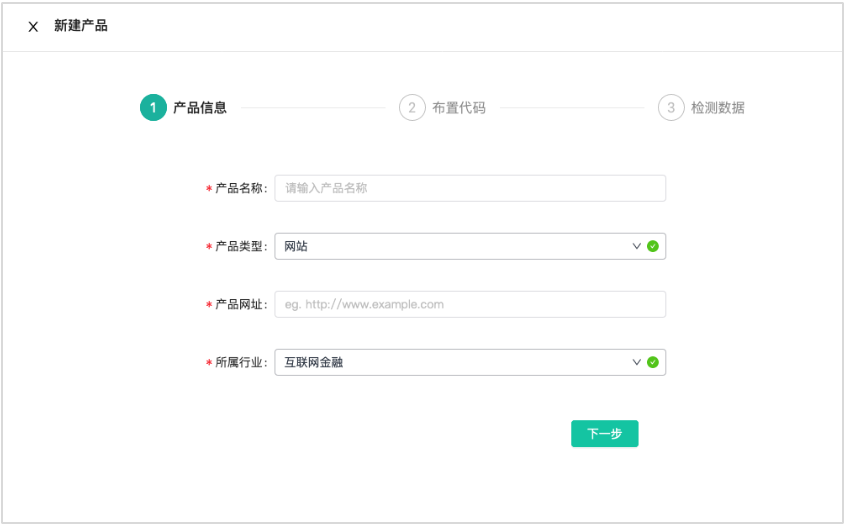 X 新建产品
1 产品信息 2 布置代码 3 检测数据
* 产品名称: 请输入产品名称
* 产品类型: 网站
* 产品网址: eg. http://www.example.com
* 所属行业: 互联网金融
下一步